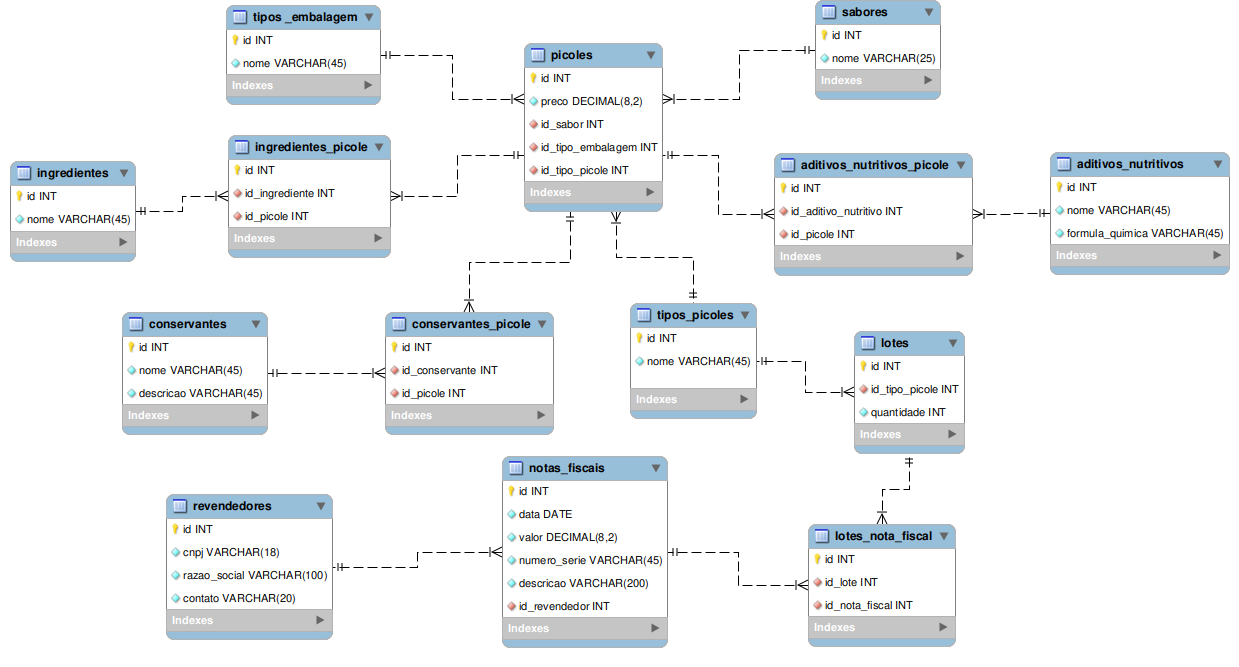 tipos _embalagem
id INT
nome VARCHAR(45)
Indexes
sabores
id INT
nome VARCHAR(25)
Indexes
picoles
id INT
preco DECIMAL(8,2)
id_sabor INT
id_tipo_embalagem INT
id_tipo_picole INT
Indexes
ingredientes
id INT
nome VARCHAR(45)
Indexes
ingredientes_picole
id INT
id_ingrediente INT
id_picole INT
Indexes
aditivos_nutritivos_picole
id INT
id_aditivo_nutritivo INT
id_picole INT
Indexes
aditivos_nutritivos
id INT
nome VARCHAR(45)
formula_quimica VARCHAR(45)
Indexes
conservantes
id INT
nome VARCHAR(45)
descricao VARCHAR(45)
Indexes
conservantes_picole
id INT
id_conservante INT
id_picole INT
Indexes
tipos_picoles
id INT
nome VARCHAR(45)
Indexes
lotes
id INT
id_tipo_picole INT
quantidade INT
Indexes
revendedores
id INT
cnpj VARCHAR(18)
razao_social VARCHAR(100)
contato VARCHAR(20)
Indexes
notas_fiscais
id INT
data DATE
valor DECIMAL(8,2)
numero_serie VARCHAR(45)
descricao VARCHAR(200)
id_revendedor INT
Indexes
lotes_nota_fiscal
id INT
id_lote INT
id_nota_fiscal INT
Indexes